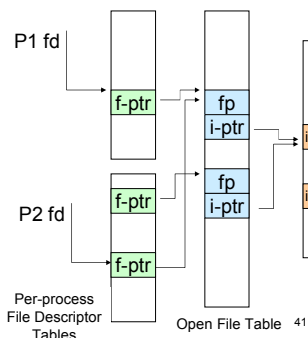 P1 fd
f-ptr
fp
i-ptr
f-ptr
fp
i-ptr
P2 fd
f-ptr
i
i
Per-process
File Descriptor
Tables
Open File Table
41